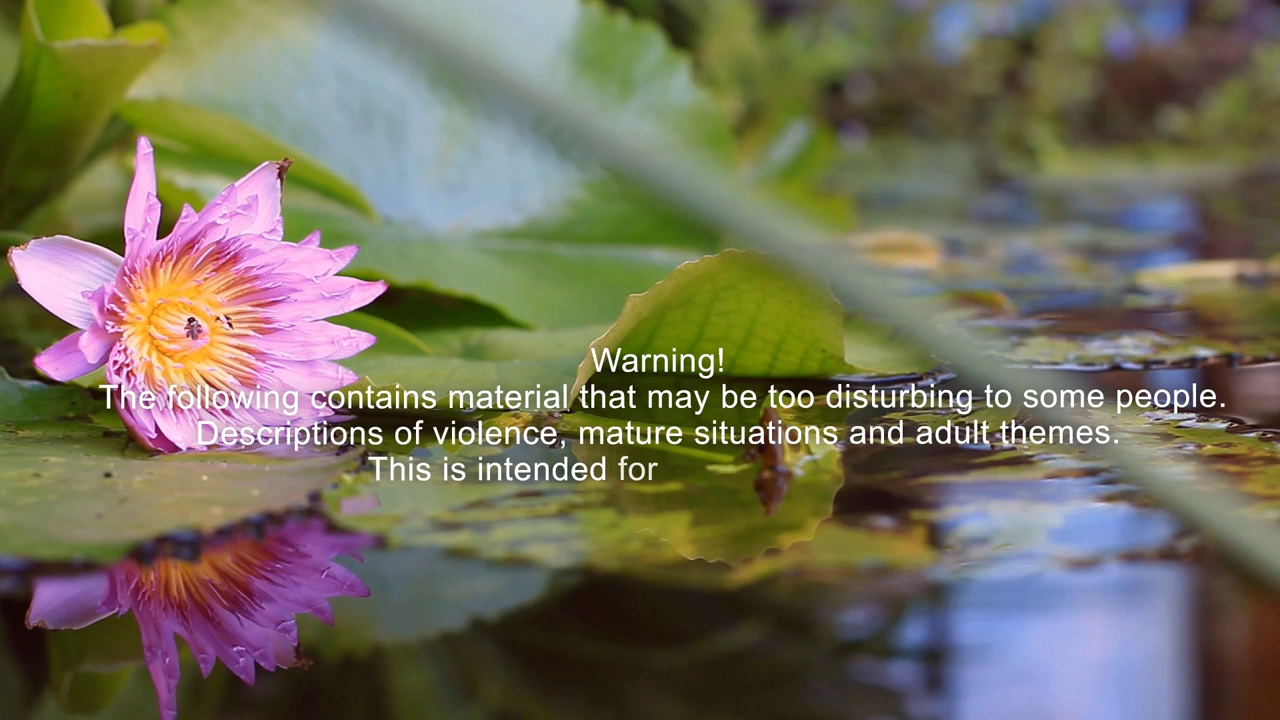 Warning!
The following contains material that may be too disturbing to some people.
Descriptions of violence, mature situations and adult themes.
This is intended for